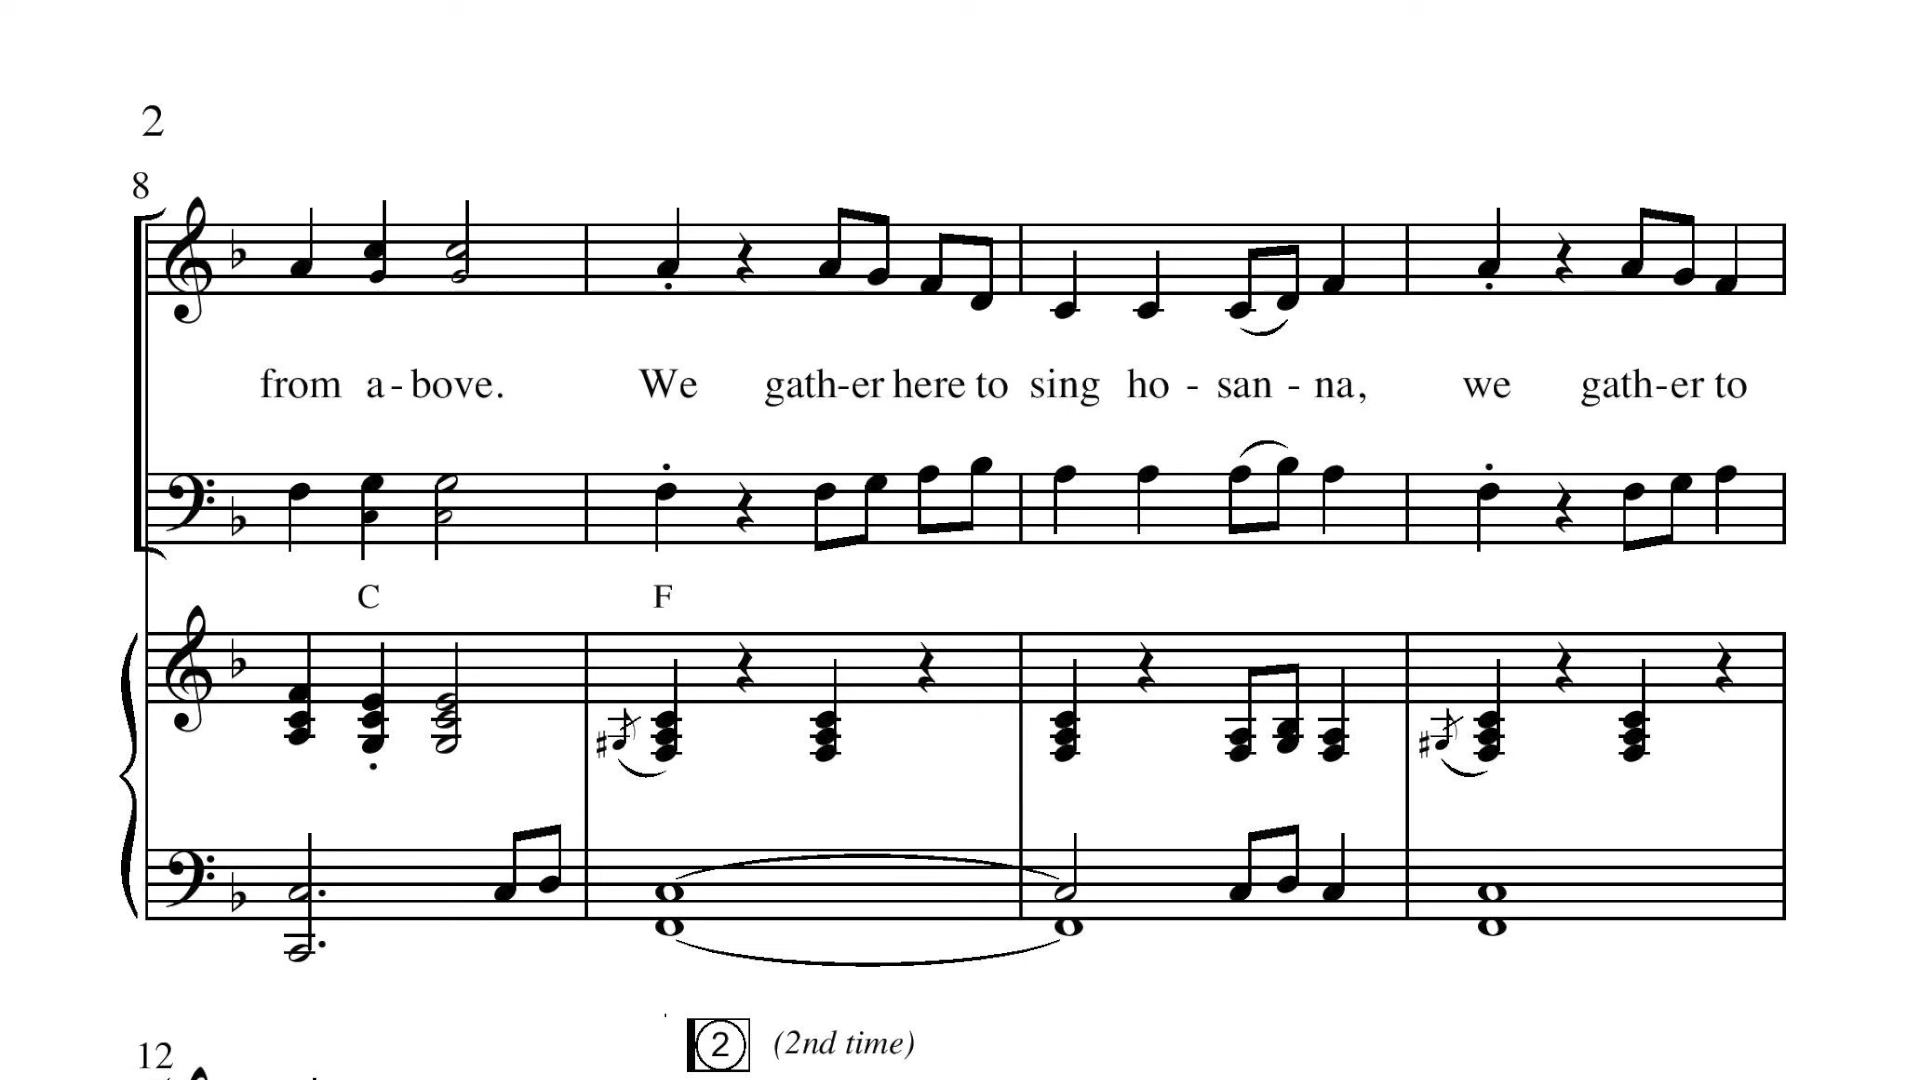 2
8
from a - bove. We gath-er here to sing ho - san - na, we gath-er to
C F
2 (2nd time)
12